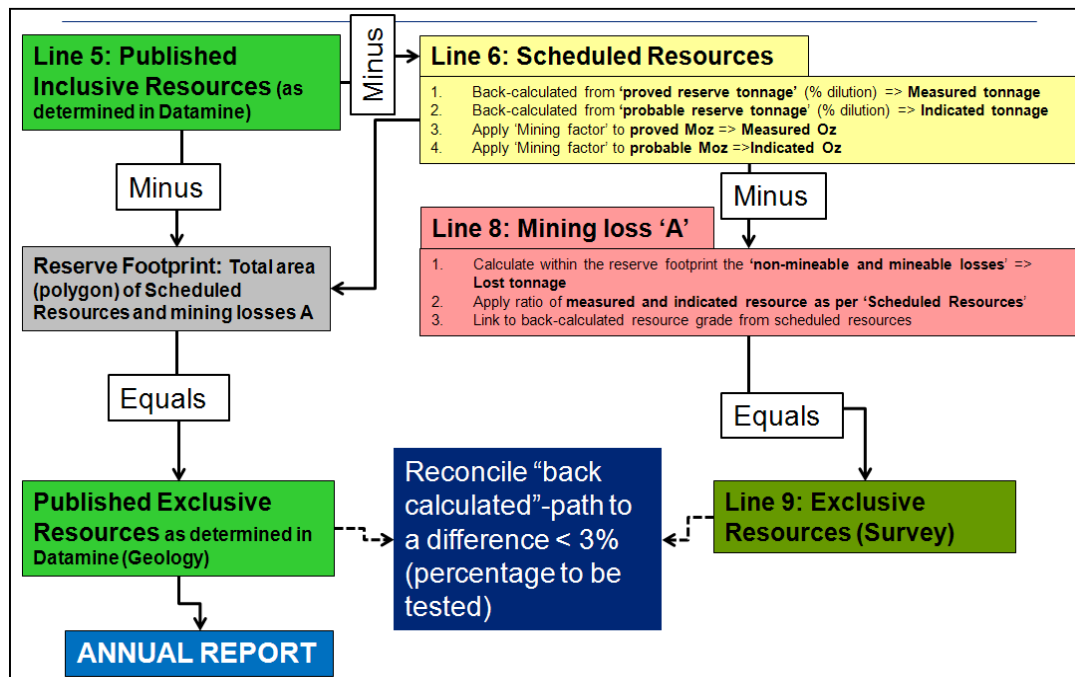 Line 5: Published
Inclusive Resources (as
determined in Datamine)
Minus
Line 6: Scheduled Resources
1. Back-calculated from ‘proved reserve tonnage’ (% dilution) => Measured tonnage
2. Back-calculated from ‘probable reserve tonnage’ (% dilution) => Indicated tonnage
3. Apply ‘Mining factor’ to proved Moz => Measured Oz
4. Apply ‘Mining factor’ to probable Moz =>Indicated Oz
Minus
Minus
Reserve Footprint: Total area
(polygon) of Scheduled
Resources and mining losses A
Line 8: Mining loss ‘A’
1. Calculate within the reserve footprint the ‘non-mineable and mineable losses’ =>
Lost tonnage
2. Apply ratio of measured and indicated resource as per ‘Scheduled Resources’
3. Link to back-calculated resource grade from scheduled resources
Equals
Equals
Published Exclusive
Resources as determined in
Datamine (Geology)
Reconcile “back
calculated”-path to
a difference < 3%
(percentage to be
tested)
Line 9: Exclusive
Resources (Survey)
ANNUAL REPORT